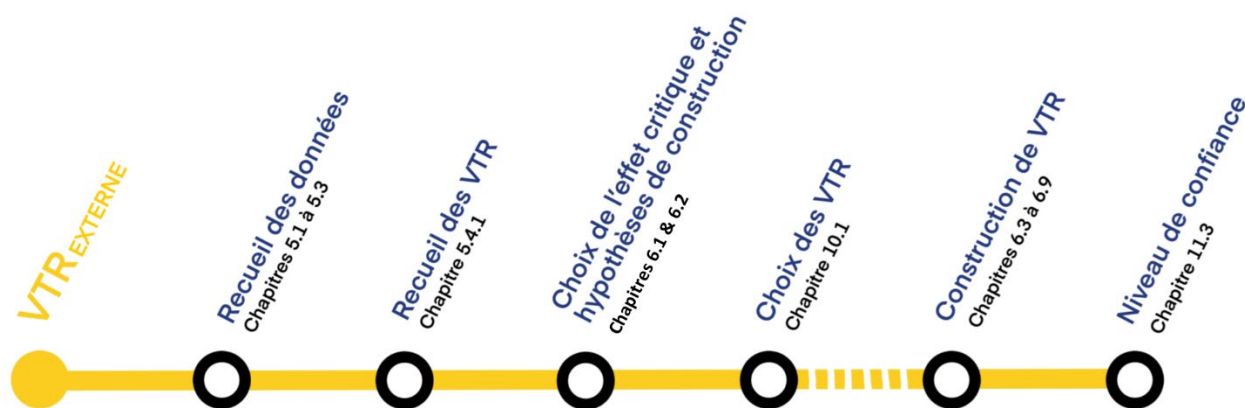 VTR EXTERNE
Recueil des données
Chapitres 5.1 à 5.3
Recueil des VTR
Chapitre 5.4.1
Choix de l'effet critique et
hypothèses de construction
Chapitres 6.1 & 6.2
Choix des VTR
Chapitre 10.1
Construction de VTR
Chapitres 6.3 à 6.9
Niveau de confiance
Chapitre 11.3